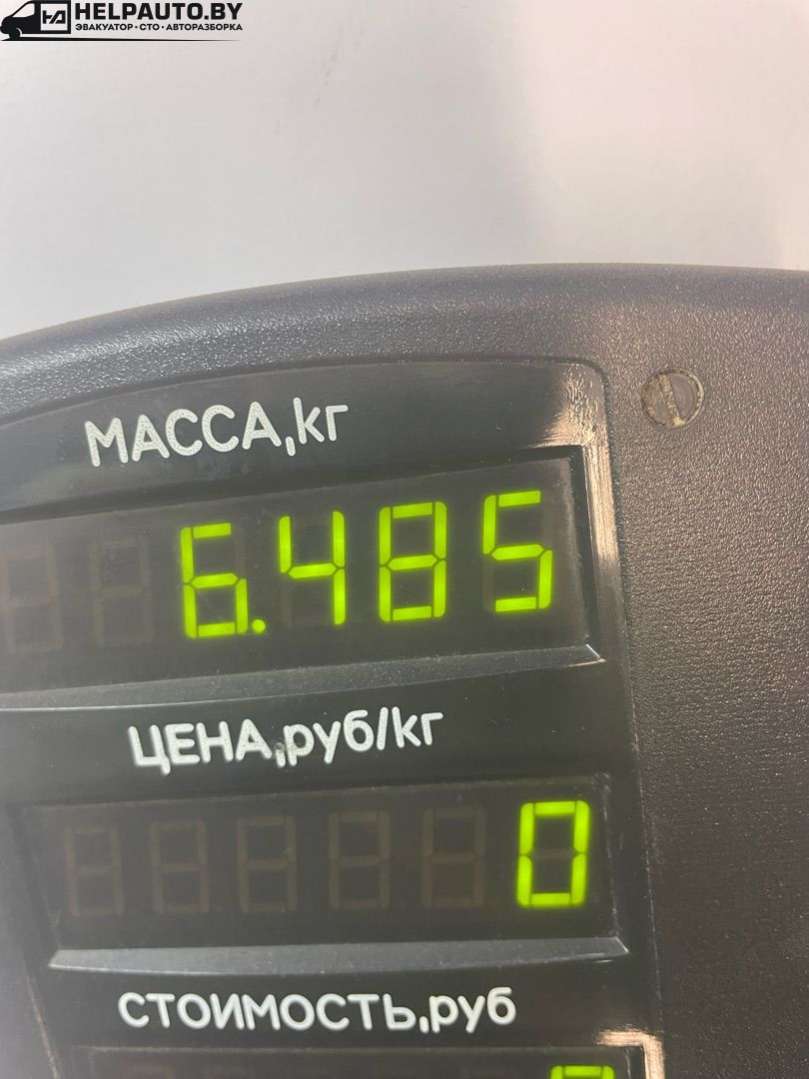 HELPAUTO.BY
ЭВАКУАТОР • СТО • АВТОРАЗБОРКА
МАССА,кг
6.485
ЦЕНА,руб/кг
0
СТОИМОСТЬ,руб